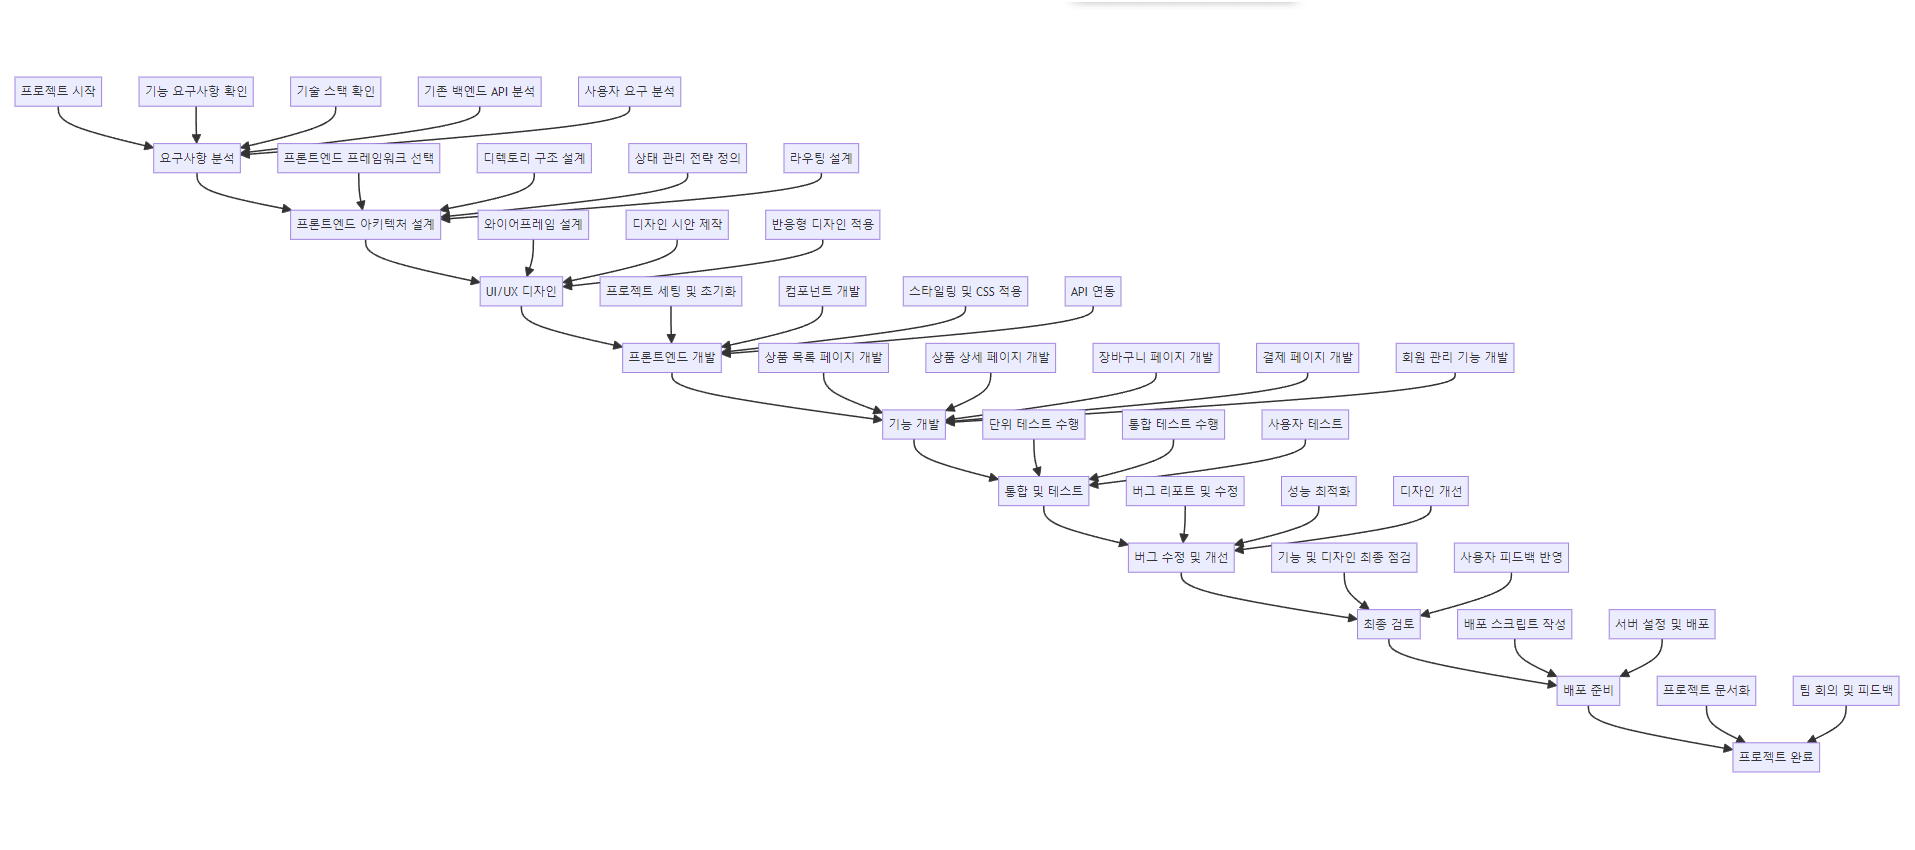 프로젝트 시작
기능 요구사항 확인
기술 스택 확인
기존 백엔드 API 분석
사용자 요구 분석
요구사항 분석
프론트엔드 프레임워크 선택
디렉토리 구조 설계
상태 관리 전략 정의
라우팅 설계
프론트엔드 아키텍처 설계
와이어프레임 설계
디자인 시안 제작
반응형 디자인 적용
UI/UX 디자인
프로젝트 세팅 및 초기화
컴포넌트 개발
스타일링 및 CSS 적용
API 연동
프론트엔드 개발
상품 목록 페이지 개발
상품 상세 페이지 개발
장바구니 페이지 개발
결제 페이지 개발
회원 관리 기능 개발
기능 개발
단위 테스트 수행
통합 테스트 수행
사용자 테스트
통합 및 테스트
버그 리포트 및 수정
성능 최적화
디자인 개선
버그 수정 및 개선
기능 및 디자인 최종 점검
사용자 피드백 반영
최종 검토
배포 스크립트 작성
서버 설정 및 배포
배포 준비
프로젝트 문서화
팀 회의 및 피드백
프로젝트 완료